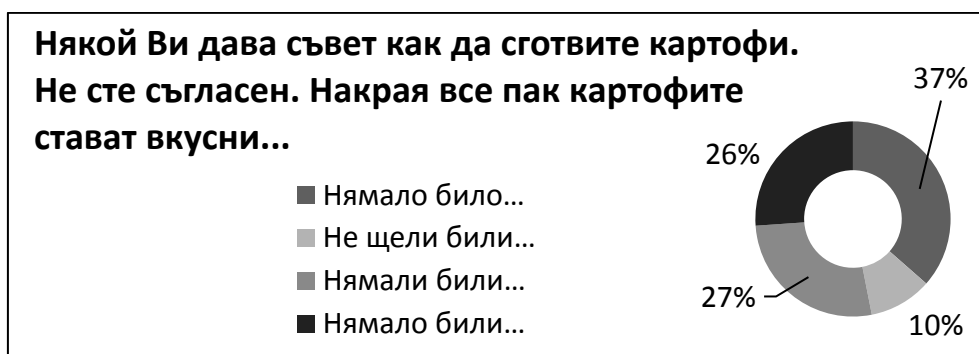 Някой Ви дава съвет как да сготвите картофи.
Не сте съгласен. Накрая все пак картофите
стават вкусни...
37%
26%
Нямало било...
Не щели били...
Нямали били...
27%
Нямало били...
10%